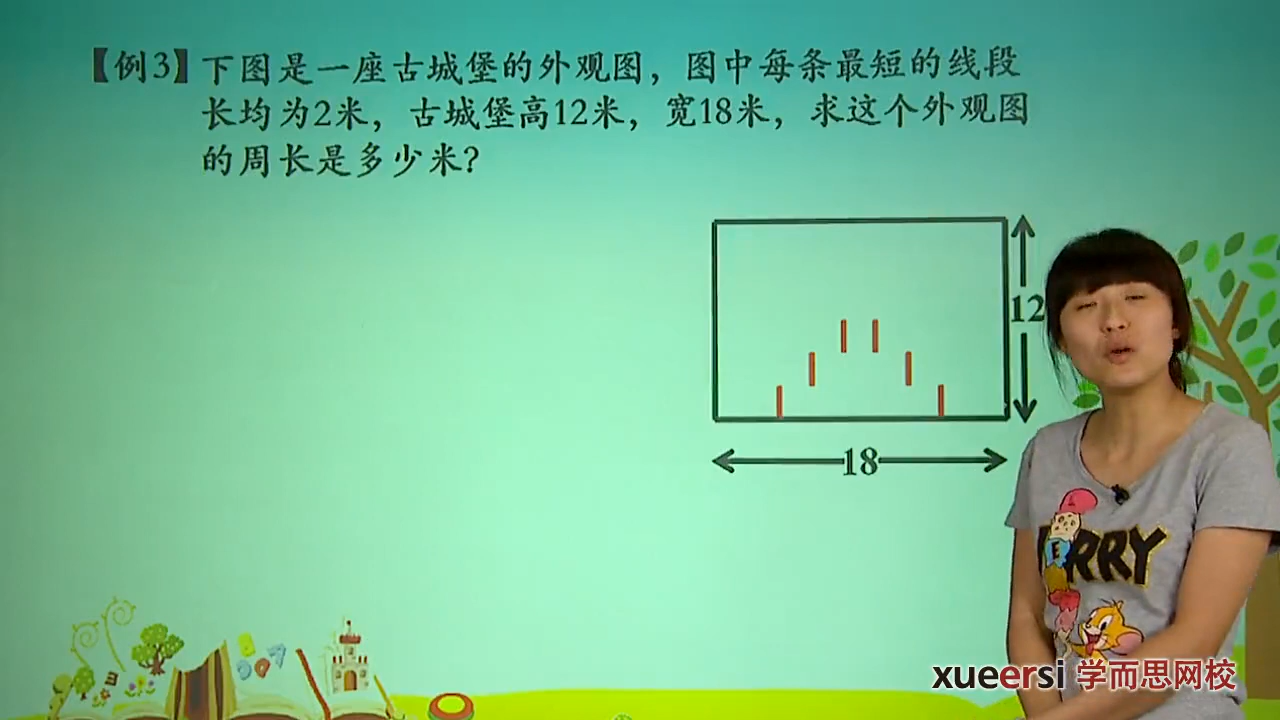 【例3】下图是一座古城堡的外观图，图中每条最短的线段
长均为2米，古城堡高12米，宽18米，求这个外观图
的周长是多少米？
12
18
E RRY
xueersi 学而思网校